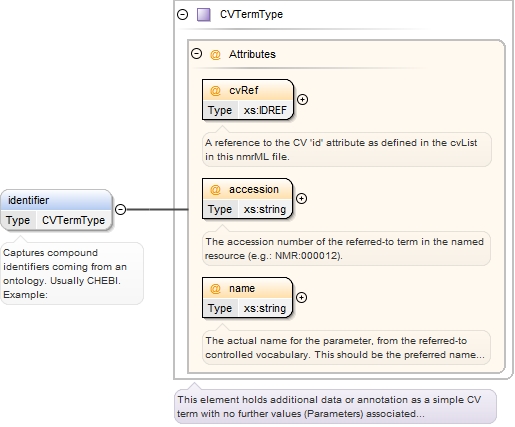 CVTermType
@ Attributes
@ cvRef
Type xs:IDREF
A reference to the CV 'id' attribute as defined in the cvList
in this nmrML file.
@ accession
Type xs:string
The accession number of the referred-to term in the named
resource (e.g.: NMR:000012).
@ name
Type xs:string
The actual name for the parameter, from the referred-to
controlled vocabulary. This should be the preferred name...
identifier
Type CVTermType
Captures compound
identifiers coming from an
ontology. Usually CHEBI.
Example:
This element holds additional data or annotation as a simple CV
term with no further values (Parameters) associated...